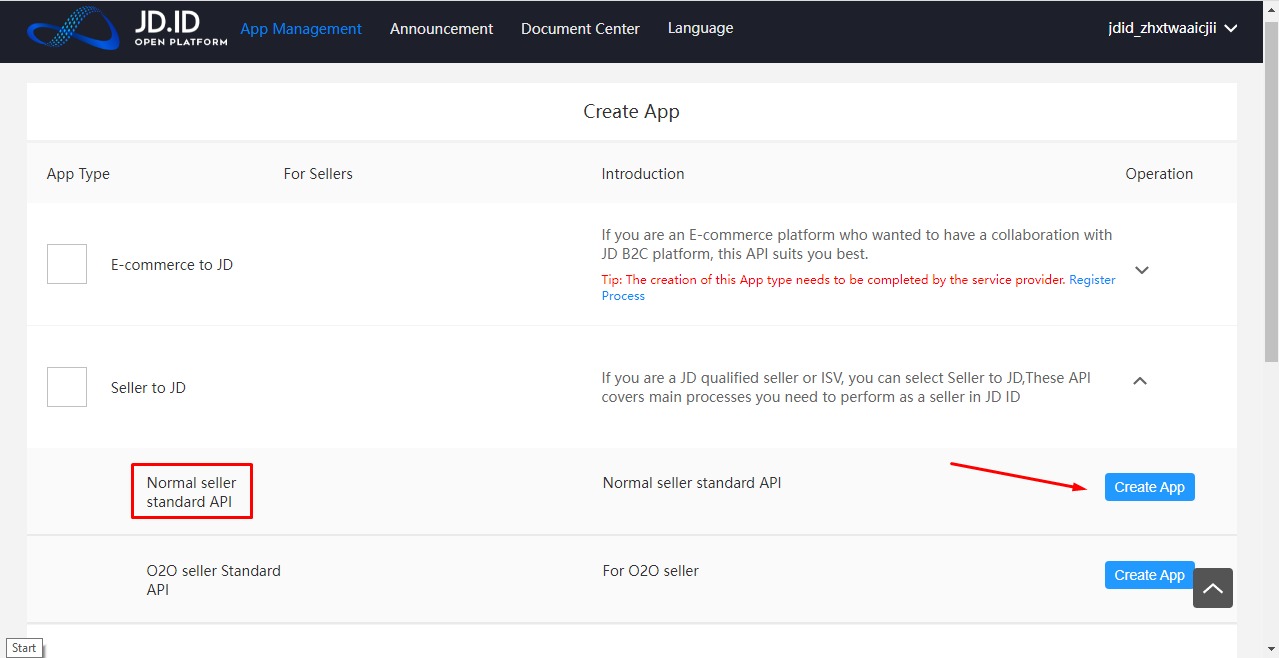 JD.ID
OPEN PLATFORM
App Management
Announcement
Document Center
Language
jdid_zhxtwaaicjii
Create App
App Type
For Sellers
Introduction
Operation
E-commerce to JD
If you are an E-commerce platform who wanted to have a collaboration with
JD B2C platform, this API suits you best.
Tip: The creation of this App type needs to be completed by the service provider. Register
Process
Seller to JD
If you are a JD qualified seller or ISV, you can select Seller to JD,These API
covers main processes you need to perform as a seller in JD ID
Normal seller
standard API
Normal seller standard API
Create App
O2O seller Standard
API
For O2O seller
Create App
Start